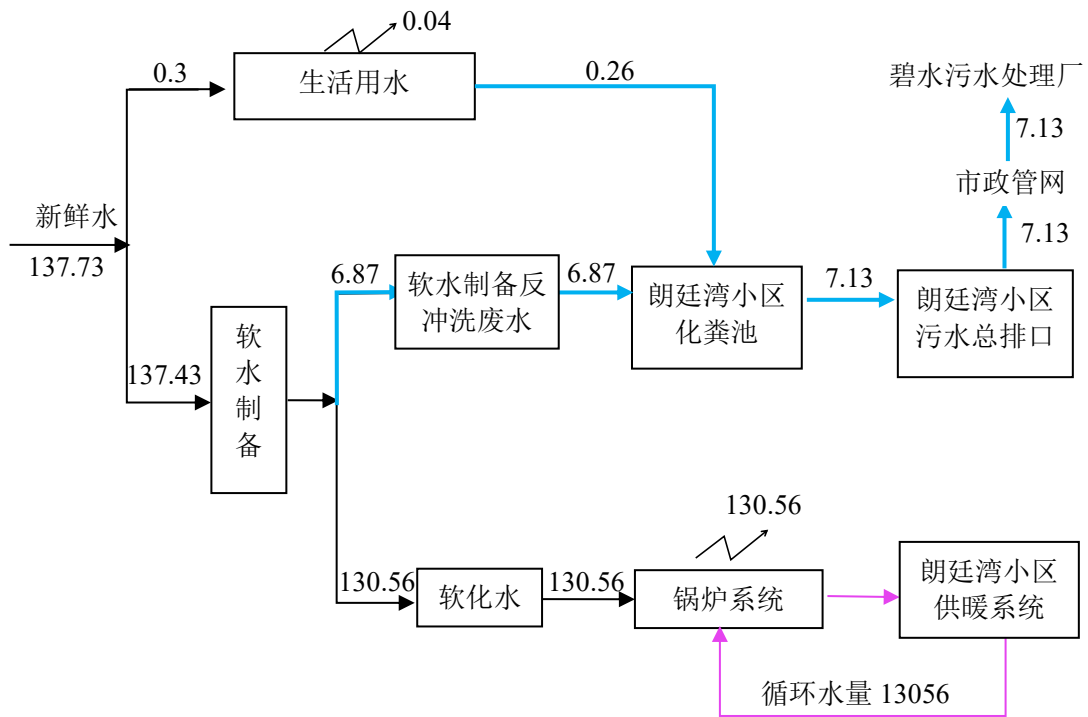 0.04
0.3
生活用水
0.26
碧水污水处理厂
7.13
市政管网
7.13
新鲜水
137.73
6.87
软水制备反
冲洗废水
6.87
朗廷湾小区
化粪池
7.13
朗廷湾小区
污水总排口
137.43
软
水
制
备
130.56
130.56
软化水
130.56
锅炉系统
朗廷湾小区
供暖系统
循环水量 13056